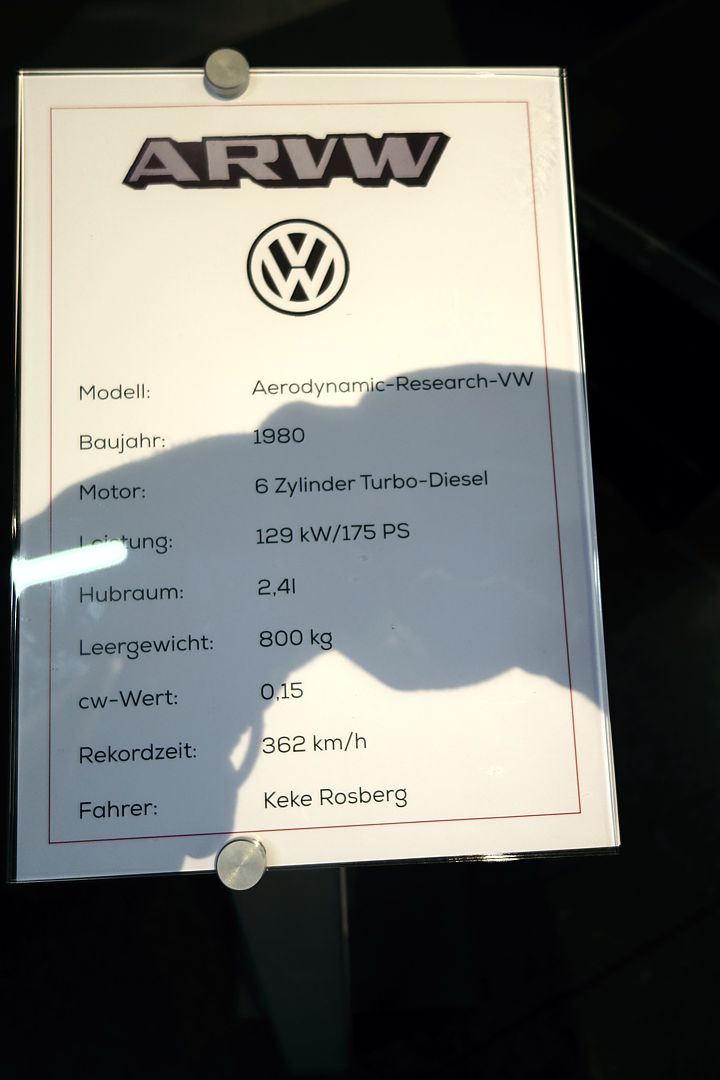 ARVW
Modell: Aerodynamic-Research-VW
Baujahr: 1980
Motor: 6 Zylinder Turbo-Diesel
Leistung: 129 kW/175 PS
Hubraum: 2,4l
Leergewicht: 800 kg
cw-Wert: 0,15
Rekordzeit: 362 km/h
Fahrer: Keke Rosberg